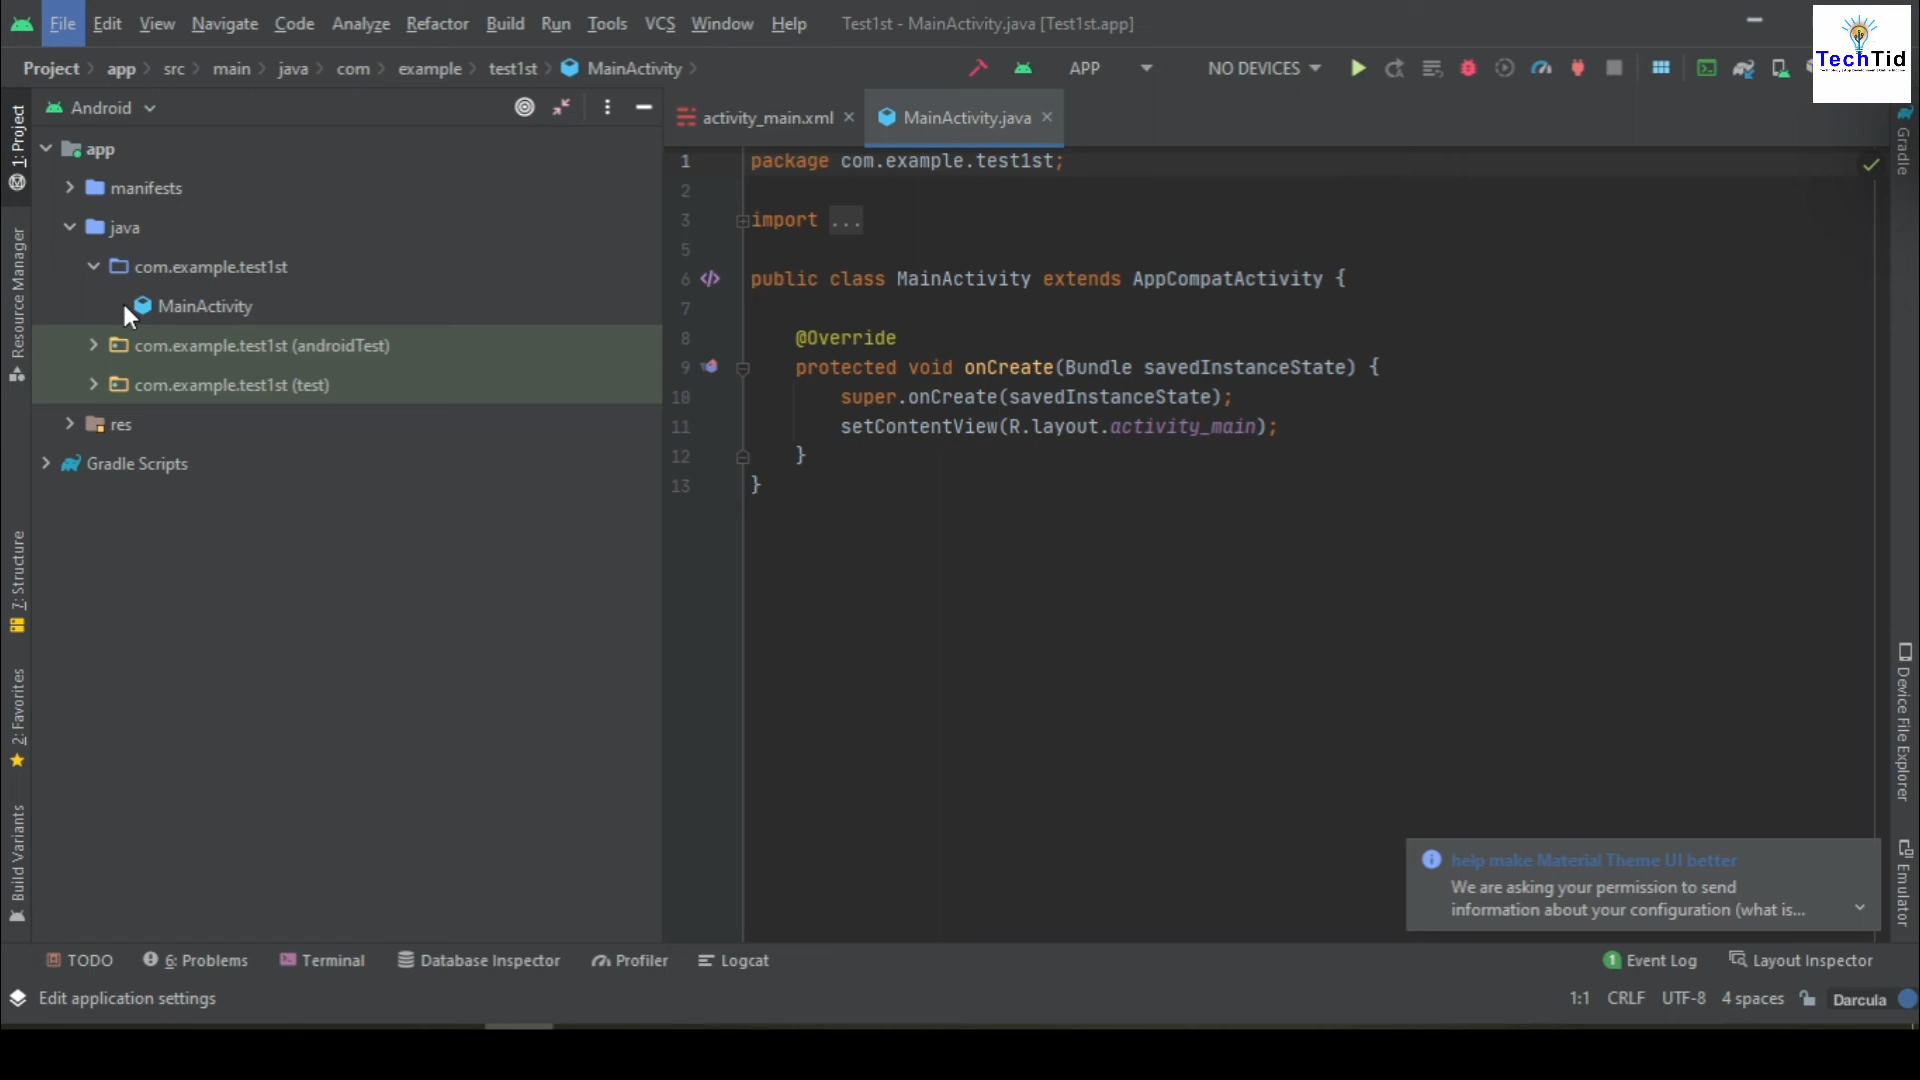 File Edit View Navigate Code Analyze Refactor Build Run Tools VCS Window Help Test1st - MainActivity.java [Test1st.app]
TechTid
Project app src main java com example test1st MainActivity APP NO DEVICES
1: Project
Resource Manager
7: Structure
2: Favorites
Build Variants
Android
app
manifests
java
com.example.test1st
MainActivity
com.example.test1st (androidTest)
com.example.test1st (test)
res
Gradle Scripts
activity_main.xml MainActivity.java
1 package com.example.test1st;
2
3 import ...
5
6 public class MainActivity extends AppCompatActivity {
7
8 @Override
9 protected void onCreate(Bundle savedInstanceState) {
10 super.onCreate(savedInstanceState);
11 setContentView(R.layout.activity_main);
12 }
13 }
Gradle
Device File Explorer
Emulator
help make Material Theme UI better
We are asking your permission to send
information about your configuration (what is...
TODO 6: Problems Terminal Database Inspector Profiler Logcat 1 Event Log Layout Inspector
Edit application settings 1:1 CRLF UTF-8 4 spaces Darcula